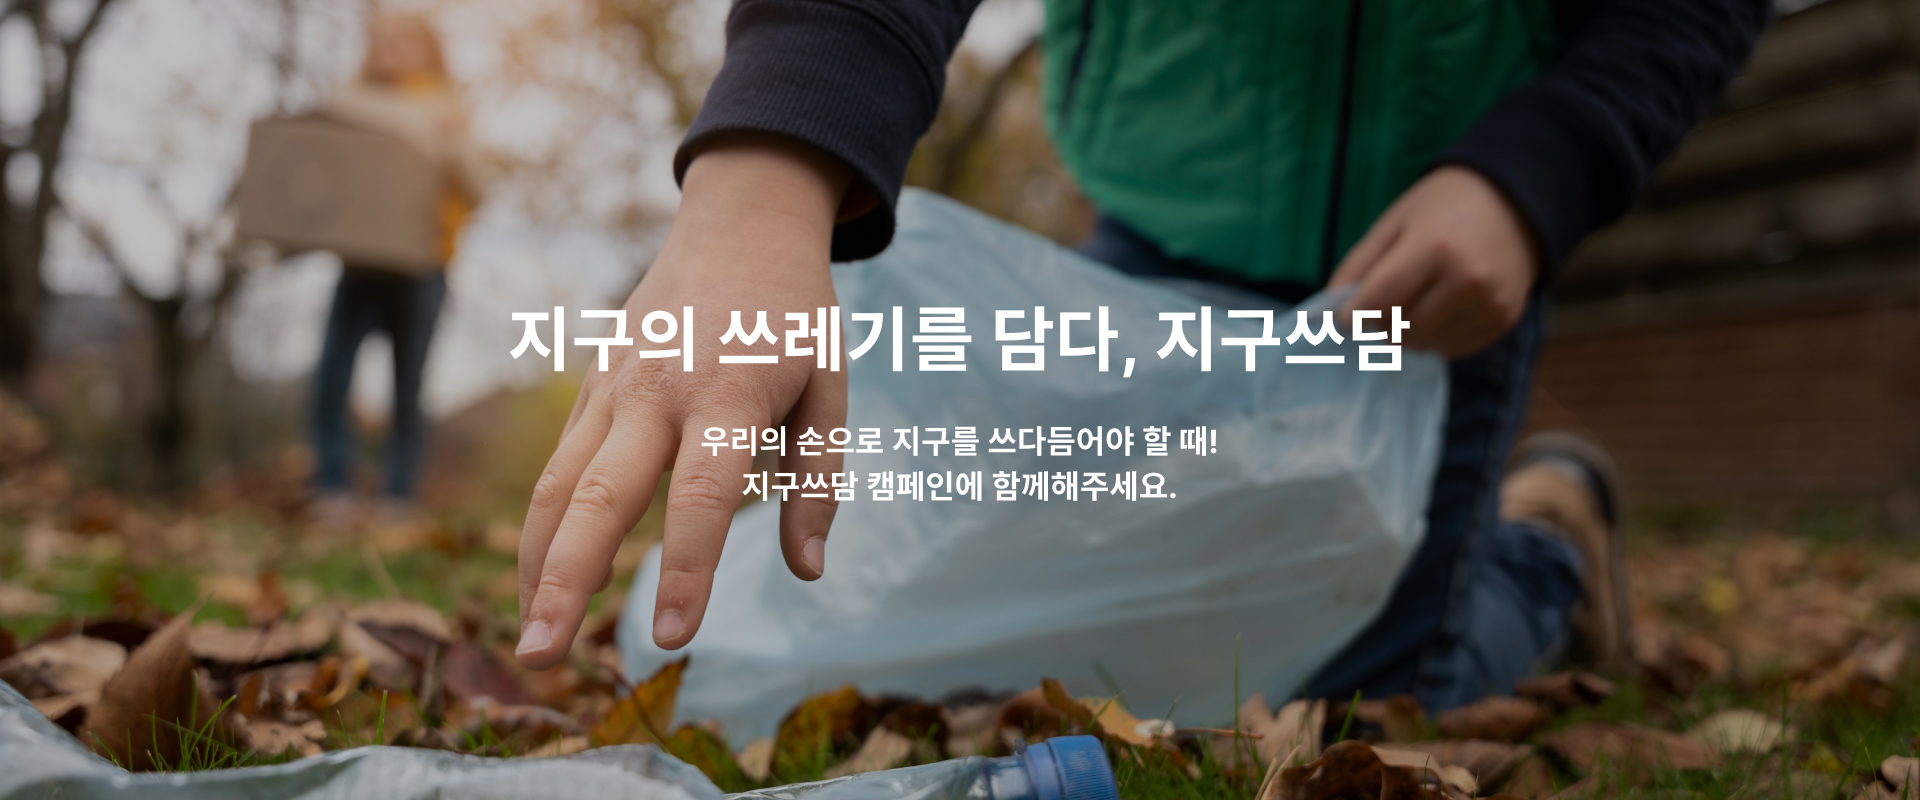 지구의 쓰레기를 담다, 지구쓰담
우리의 손으로 지구를 쓰다듬어야 할 때!
지구쓰담 캠페인에 함께해주세요.